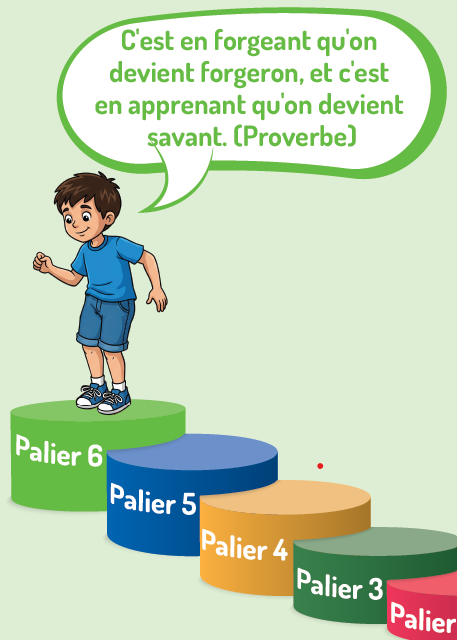 C'est en forgeant qu'on
devient forgeron, et c'est
en apprenant qu'on devient
savant. (Proverbe)
Palier 6
Palier 5
Palier 4
Palier 3
Palier